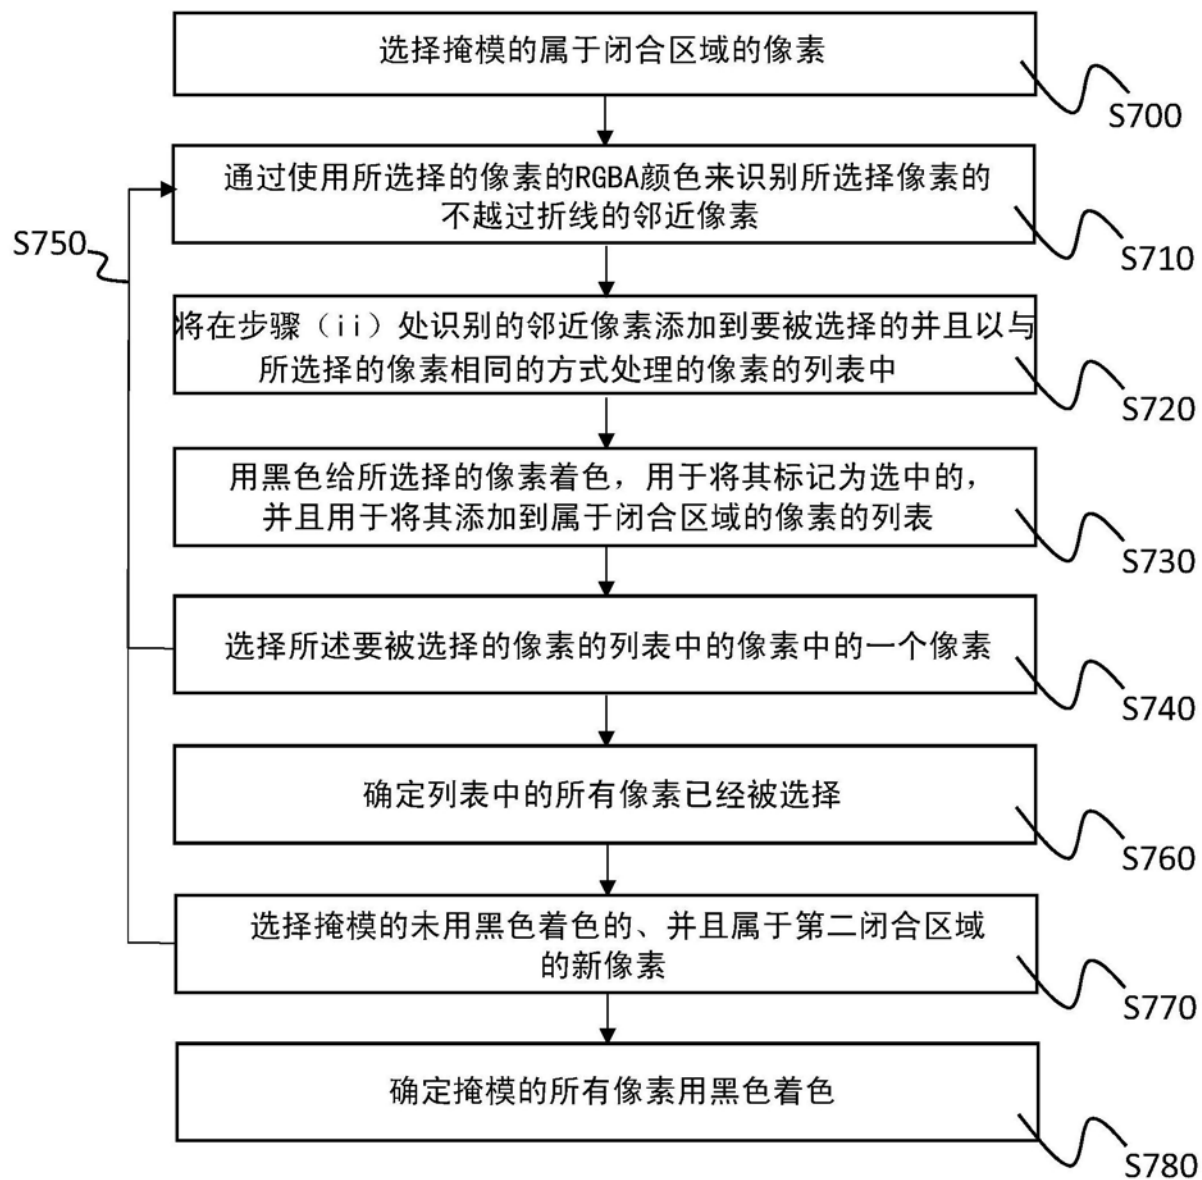 选择掩模的属于闭合区域的像素
S700
通过使用所选择的像素的RGBA颜色来识别所选择像素的
不越过折线的邻近像素
S710
S750
将在步骤（ii）处识别的邻近像素添加到要被选择的并且以与
所选择的像素相同的方式处理的像素的列表中
S720
用黑色给所选择的像素着色，用于将其标记为选中的，
并且用于将其添加到属于闭合区域的像素的列表
S730
选择所述要被选择的像素的列表中的像素中的一个像素
S740
确定列表中的所有像素已经被选择
S760
选择掩模的未用黑色着色的、并且属于第二闭合区域
的新像素
S770
确定掩模的所有像素用黑色着色
S780